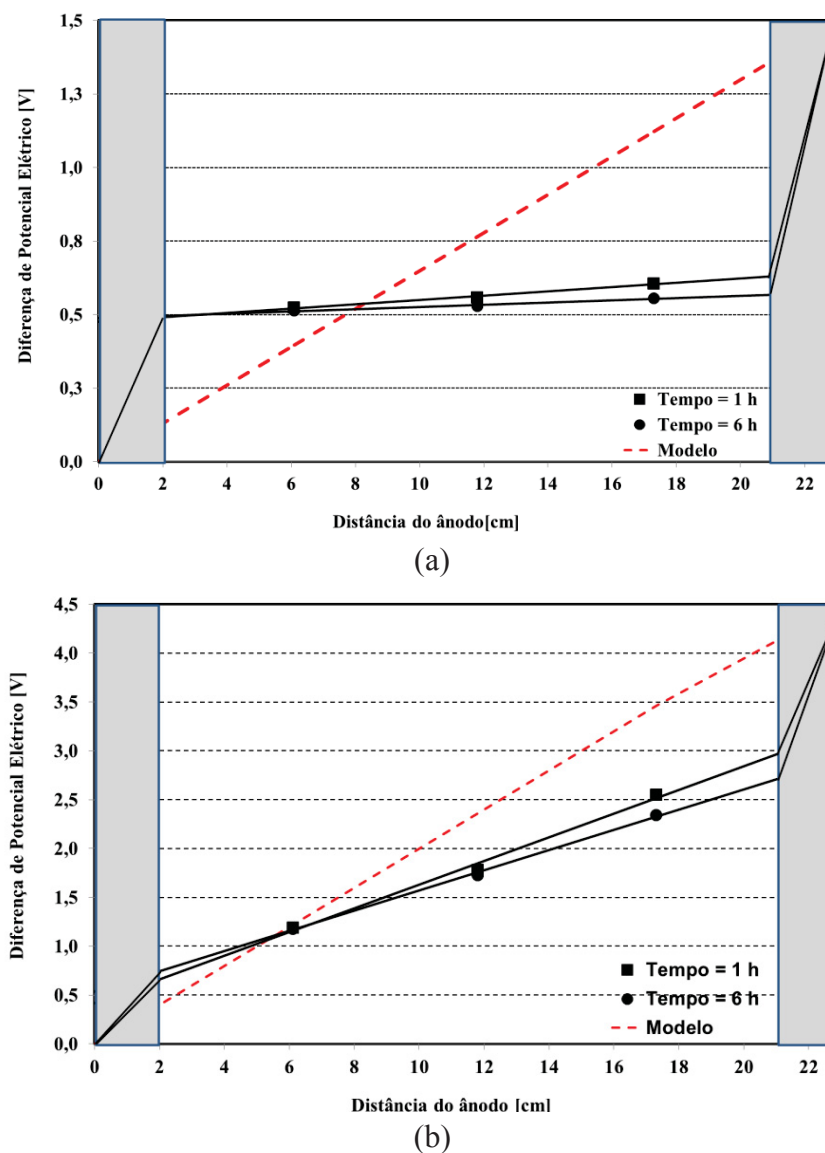 Diferença de Potencial Elétrico [V]
1,5
1,3
1,0
0,8
0,5
0,3
0,0
0 2 4 6 8 10 12 14 16 18 20 22
Tempo = 1 h
Tempo = 6 h
Modelo
Distância do ânodo[cm]
(a)
Diferença de Potencial Elétrico [V]
4,5
4,0
3,5
3,0
2,5
2,0
1,5
1,0
0,5
0,0
0 2 4 6 8 10 12 14 16 18 20 22
Tempo = 1 h
Tempo = 6 h
Modelo
Distância do ânodo [cm]
(b)